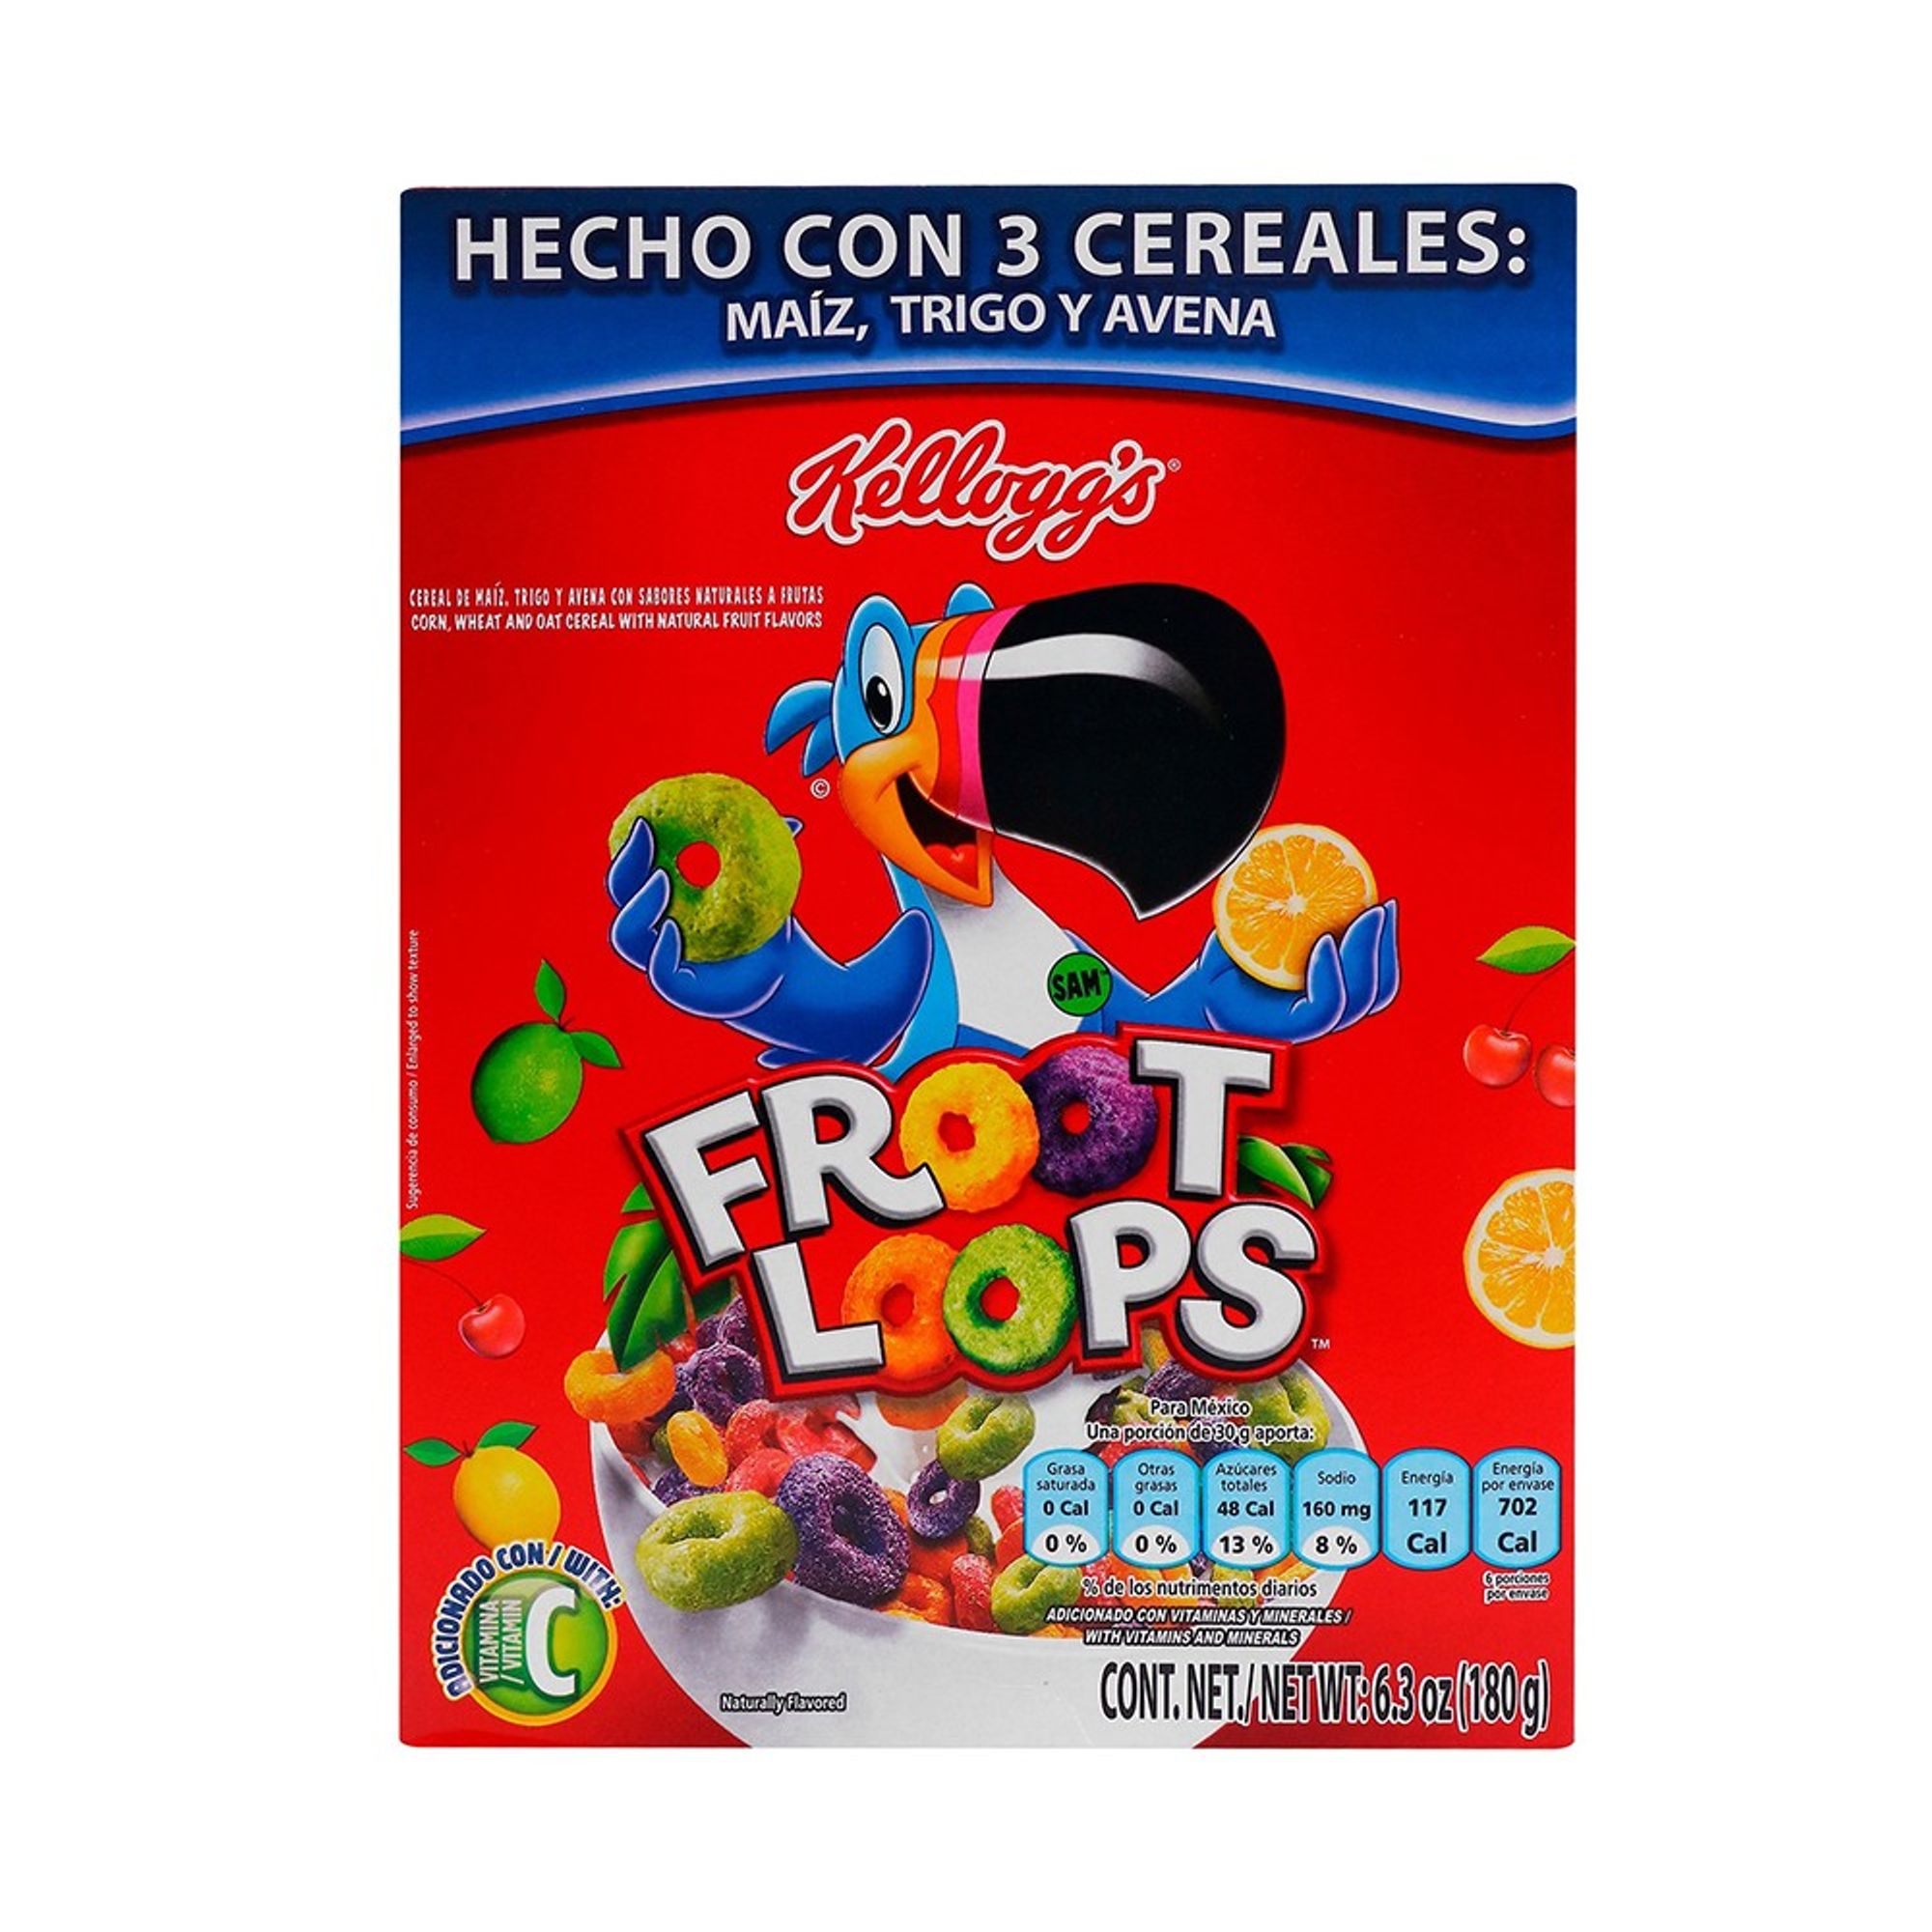 HECHO CON 3 CEREALES:
MAÍZ, TRIGO Y AVENA
Kellogg's®
CEREAL DE MAÍZ, TRIGO Y AVENA CON SABORES NATURALES A FRUTAS
CORN, WHEAT AND OAT CEREAL WITH NATURAL FRUIT FLAVORS
©
SAM™
Sugerencia de consumo / Enlarged to show texture
FROOT
LOOPS™
Para México
Una porción de 30 g aporta:
Grasa saturada 0 Cal 0 %
Otras grasas 0 Cal 0 %
Azúcares totales 48 Cal 13 %
Sodio 160 mg 8 %
Energía 117 Cal
Energía por envase 702 Cal
6 porciones
por envase
% de los nutrimentos diarios
ADICIONADO CON VITAMINAS Y MINERALES /
WITH VITAMINS AND MINERALS
ADICIONADO CON / WITH:
VITAMINA
/ VITAMIN
C
Naturally Flavored
CONT. NET./ NET WT: 6.3 oz (180 g)